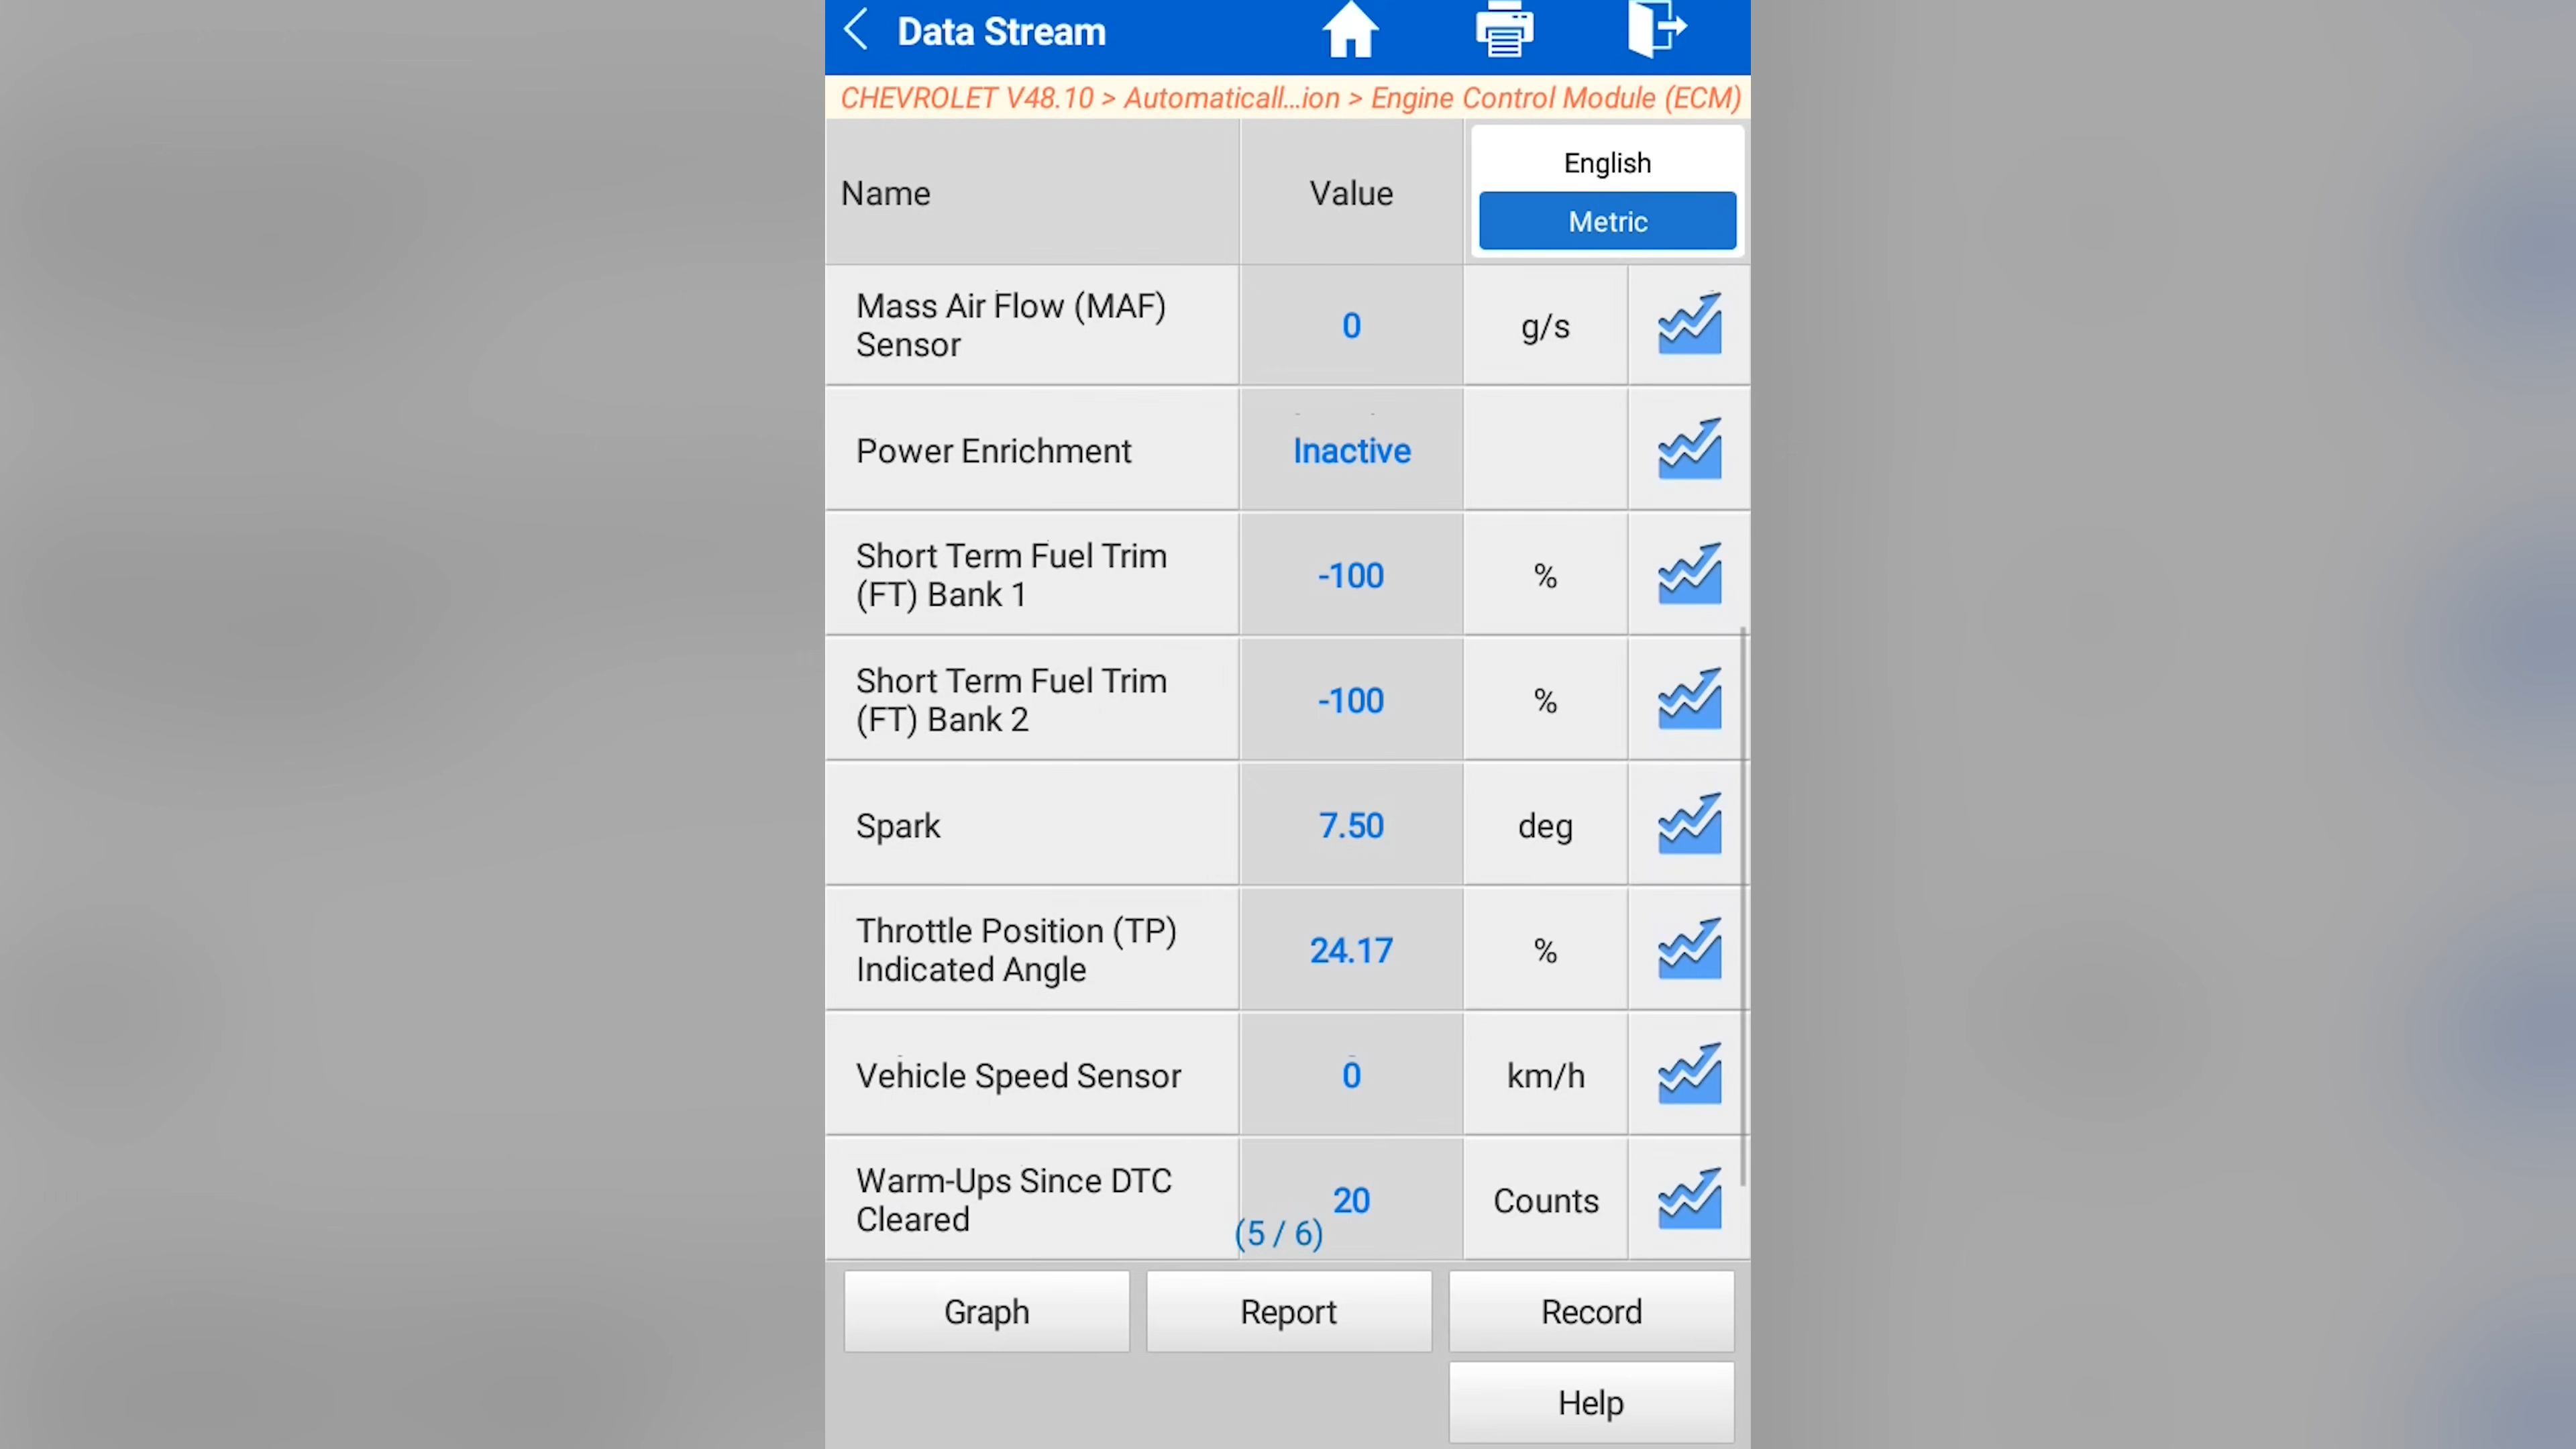 Data Stream
CHEVROLET V48.10 > Automaticall...ion > Engine Control Module (ECM)
Name
Value
English
Metric
Mass Air Flow (MAF)
Sensor
0
g/s
Power Enrichment
Inactive
Short Term Fuel Trim
(FT) Bank 1
-100
%
Short Term Fuel Trim
(FT) Bank 2
-100
%
Spark
7.50
deg
Throttle Position (TP)
Indicated Angle
24.17
%
Vehicle Speed Sensor
0
km/h
Warm-Ups Since DTC
Cleared
20
Counts
(5 / 6)
Graph
Report
Record
Help